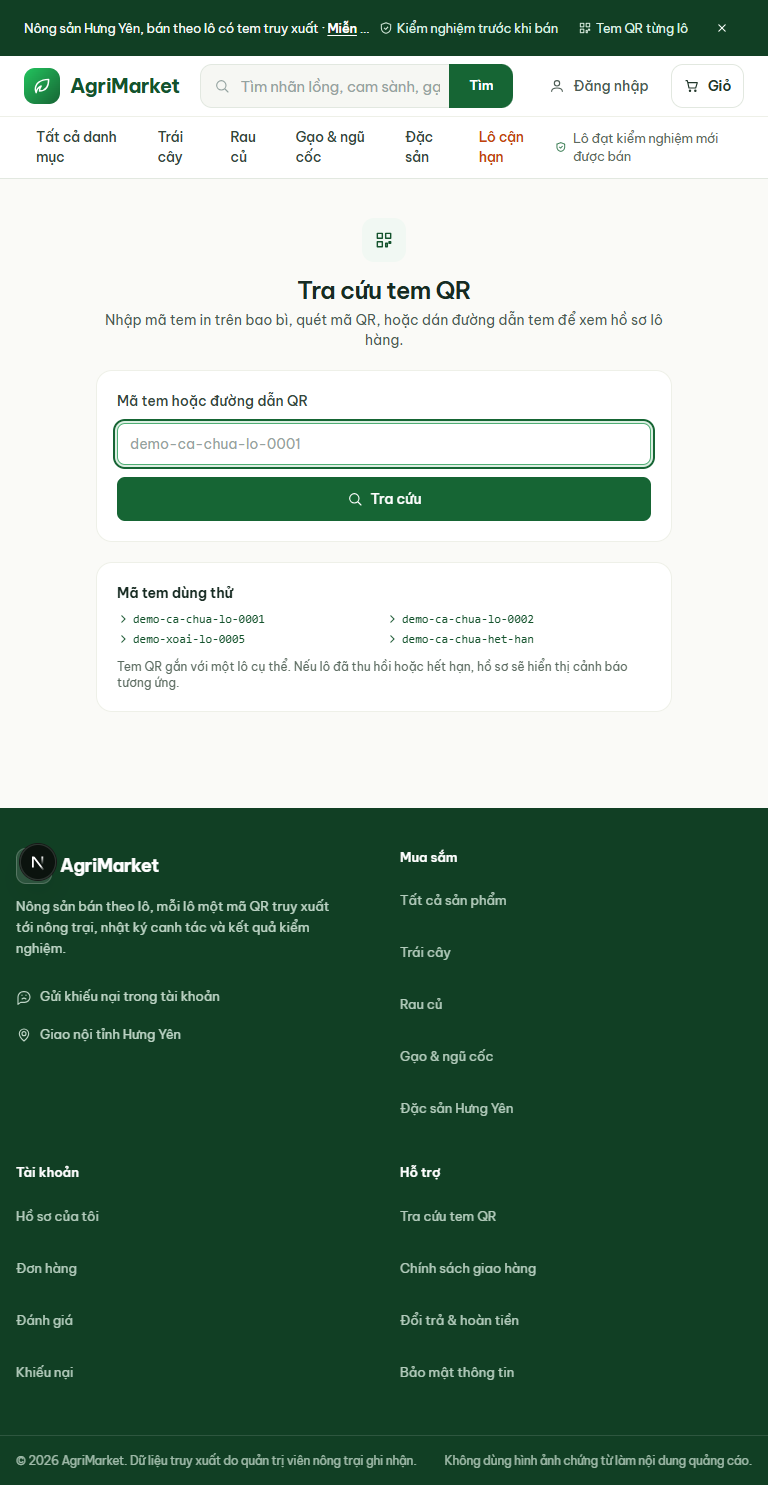 Nông sản Hưng Yên, bán theo lô có tem truy xuất · Miễn ... Kiểm nghiệm trước khi bán Tem QR từng lô
AgriMarket Tìm nhãn lồng, cam sành, gạ Tìm Đăng nhập Giỏ
Tất cả danh mục Trái cây Rau củ Gạo & ngũ cốc Đặc sản Lô cận hạn Lô đạt kiểm nghiệm mới được bán
Tra cứu tem QR
Nhập mã tem in trên bao bì, quét mã QR, hoặc dán đường dẫn tem để xem hồ sơ lô
hàng.
Mã tem hoặc đường dẫn QR
demo-ca-chua-lo-0001
Tra cứu
Mã tem dùng thử
demo-ca-chua-lo-0001 demo-ca-chua-lo-0002
demo-xoai-lo-0005 demo-ca-chua-het-han
Tem QR gắn với một lô cụ thể. Nếu lô đã thu hồi hoặc hết hạn, hồ sơ sẽ hiển thị cảnh báo
tương ứng.
N AgriMarket
Nông sản bán theo lô, mỗi lô một mã QR truy xuất
tới nông trại, nhật ký canh tác và kết quả kiểm
nghiệm.
Gửi khiếu nại trong tài khoản
Giao nội tỉnh Hưng Yên
Mua sắm
Tất cả sản phẩm
Trái cây
Rau củ
Gạo & ngũ cốc
Đặc sản Hưng Yên
Tài khoản
Hồ sơ của tôi
Đơn hàng
Đánh giá
Khiếu nại
Hỗ trợ
Tra cứu tem QR
Chính sách giao hàng
Đổi trả & hoàn tiền
Bảo mật thông tin
© 2026 AgriMarket. Dữ liệu truy xuất do quản trị viên nông trại ghi nhận. Không dùng hình ảnh chứng từ làm nội dung quảng cáo.